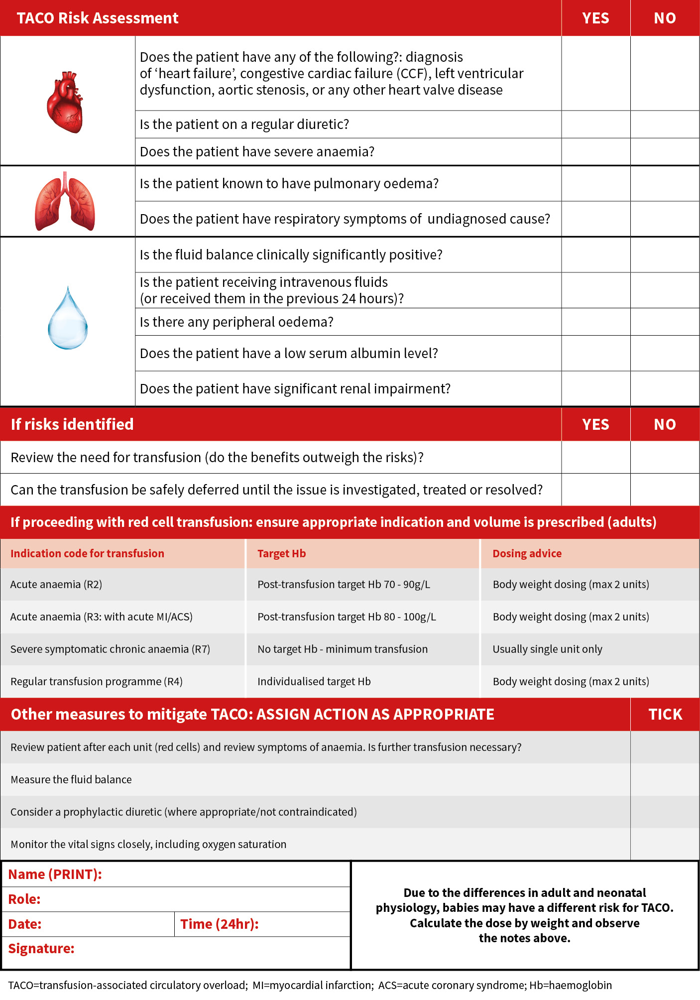 TACO Risk Assessment YES NO
Does the patient have any of the following?: diagnosis
of ‘heart failure’, congestive cardiac failure (CCF), left ventricular
dysfunction, aortic stenosis, or any other heart valve disease
Is the patient on a regular diuretic?
Does the patient have severe anaemia?
Is the patient known to have pulmonary oedema?
Does the patient have respiratory symptoms of undiagnosed cause?
Is the fluid balance clinically significantly positive?
Is the patient receiving intravenous fluids
(or received them in the previous 24 hours)?
Is there any peripheral oedema?
Does the patient have a low serum albumin level?
Does the patient have significant renal impairment?
If risks identified YES NO
Review the need for transfusion (do the benefits outweigh the risks)?
Can the transfusion be safely deferred until the issue is investigated, treated or resolved?
If proceeding with red cell transfusion: ensure appropriate indication and volume is prescribed (adults)
Indication code for transfusion Target Hb Dosing advice
Acute anaemia (R2) Post-transfusion target Hb 70 - 90g/L Body weight dosing (max 2 units)
Acute anaemia (R3: with acute MI/ACS) Post-transfusion target Hb 80 - 100g/L Body weight dosing (max 2 units)
Severe symptomatic chronic anaemia (R7) No target Hb - minimum transfusion Usually single unit only
Regular transfusion programme (R4) Individualised target Hb Body weight dosing (max 2 units)
Other measures to mitigate TACO: ASSIGN ACTION AS APPROPRIATE TICK
Review patient after each unit (red cells) and review symptoms of anaemia. Is further transfusion necessary?
Measure the fluid balance
Consider a prophylactic diuretic (where appropriate/not contraindicated)
Monitor the vital signs closely, including oxygen saturation
Name (PRINT):
Role:
Date: Time (24hr):
Signature:
Due to the differences in adult and neonatal
physiology, babies may have a different risk for TACO.
Calculate the dose by weight and observe
the notes above.
TACO=transfusion-associated circulatory overload; MI=myocardial infarction; ACS=acute coronary syndrome; Hb=haemoglobin